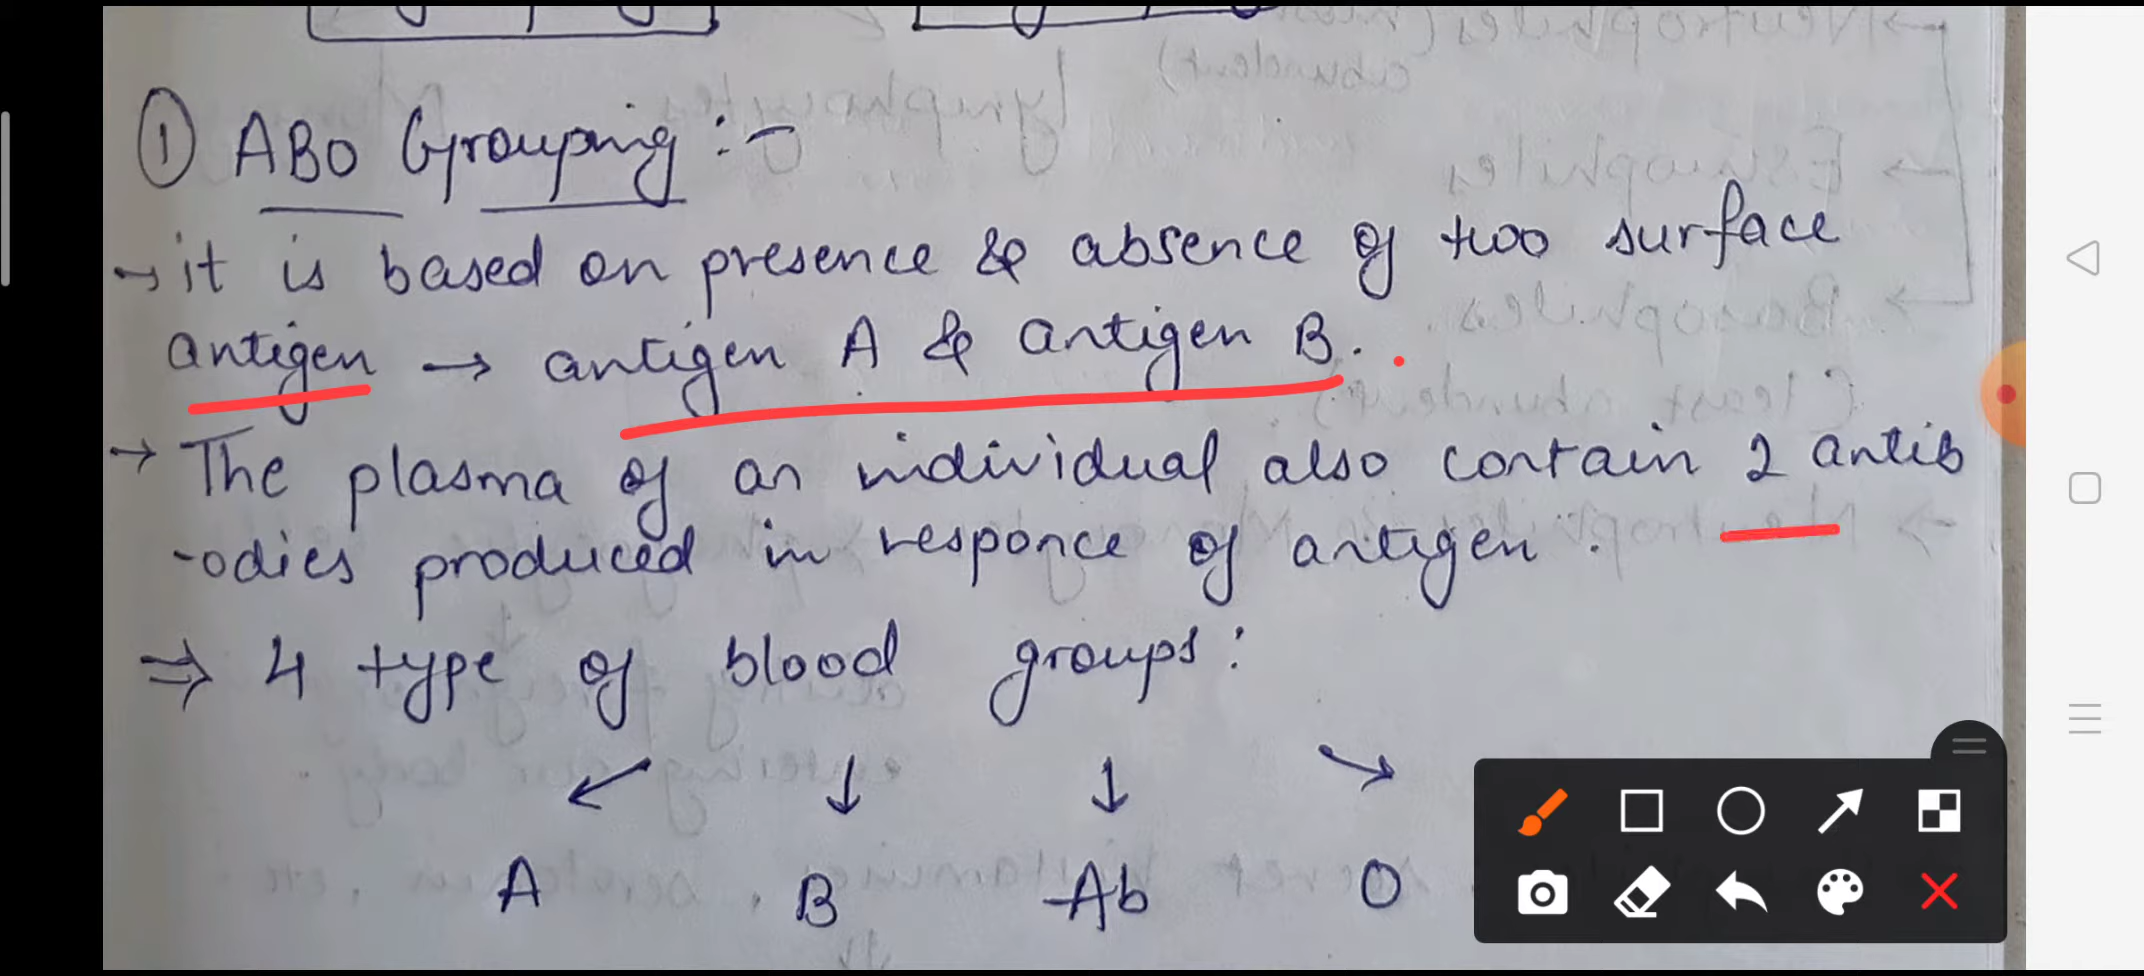 ① ABO Grouping :-
→ it is based on presence & absence of two surface
antigen → antigen A & antigen B.
→ The plasma of an individual also contain 2 antib
-odies produced in responce of antigen.
⇒ 4 type of blood groups:
↙ ↓ ↓ ↘
A B Ab O